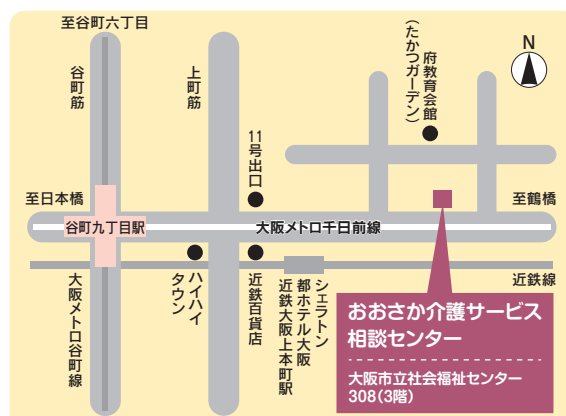 至谷町六丁目
谷町筋
上町筋
11号出口
府教育会館
(たかつガーデン)
N
至日本橋
谷町九丁目駅
大阪メトロ千日前線
至鶴橋
大阪メトロ谷町線
ハイハイ
タウン
近鉄百貨店
シェラトン
都ホテル大阪
近鉄大阪上本町駅
近鉄線
おおさか介護サービス
相談センター
大阪市立社会福祉センター
308(3階)